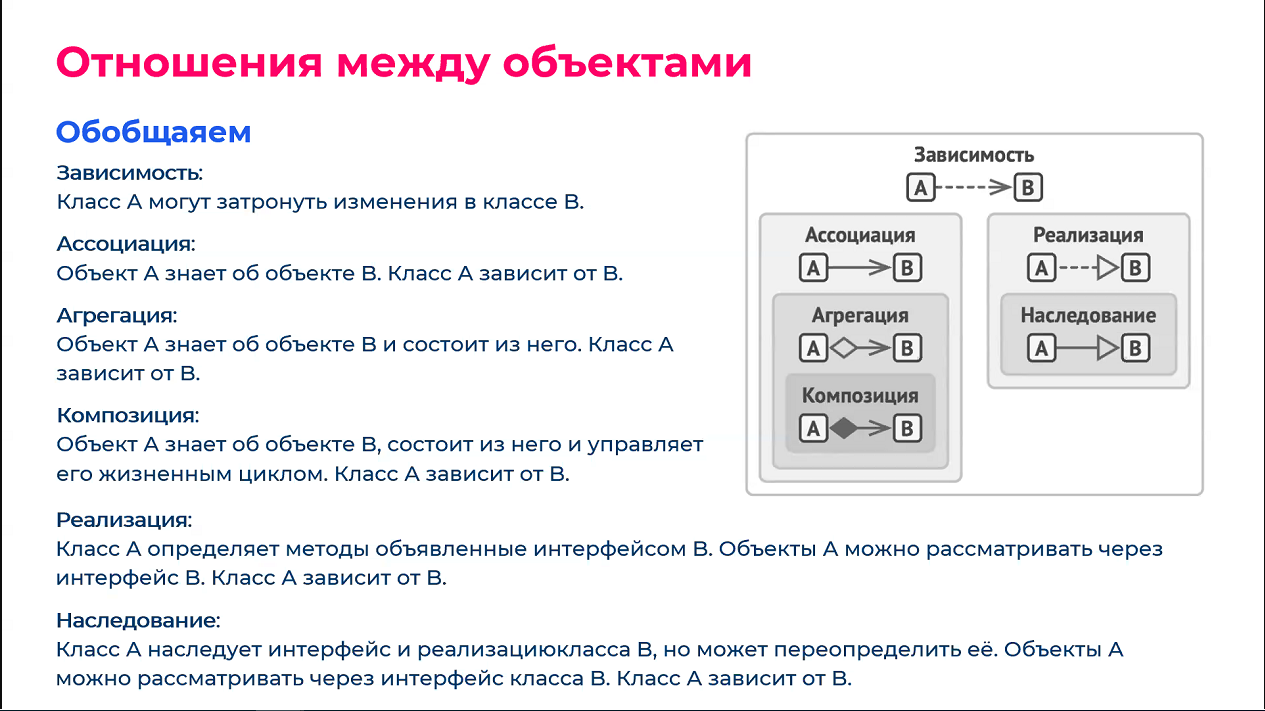 Отношения между объектами
Обобщаяем
Зависимость:
Класс А могут затронуть изменения в классе B.
Ассоциация:
Объект А знает об объекте B. Класс А зависит от B.
Агрегация:
Объект А знает об объекте B и состоит из него. Класс А
зависит от B.
Композиция:
Объект А знает об объекте B, состоит из него и управляет
его жизненным циклом. Класс А зависит от B.
Реализация:
Класс А определяет методы объявленные интерфейсом B. Объекты А можно рассматривать через
интерфейс B. Класс А зависит от B.
Наследование:
Класс А наследует интерфейс и реализациюкласса B, но может переопределить её. Объекты А
можно рассматривать через интерфейс класса B. Класс А зависит от B.
Зависимость
A B
Ассоциация
A B
Агрегация
A B
Композиция
A B
Реализация
A B
Наследование
A B